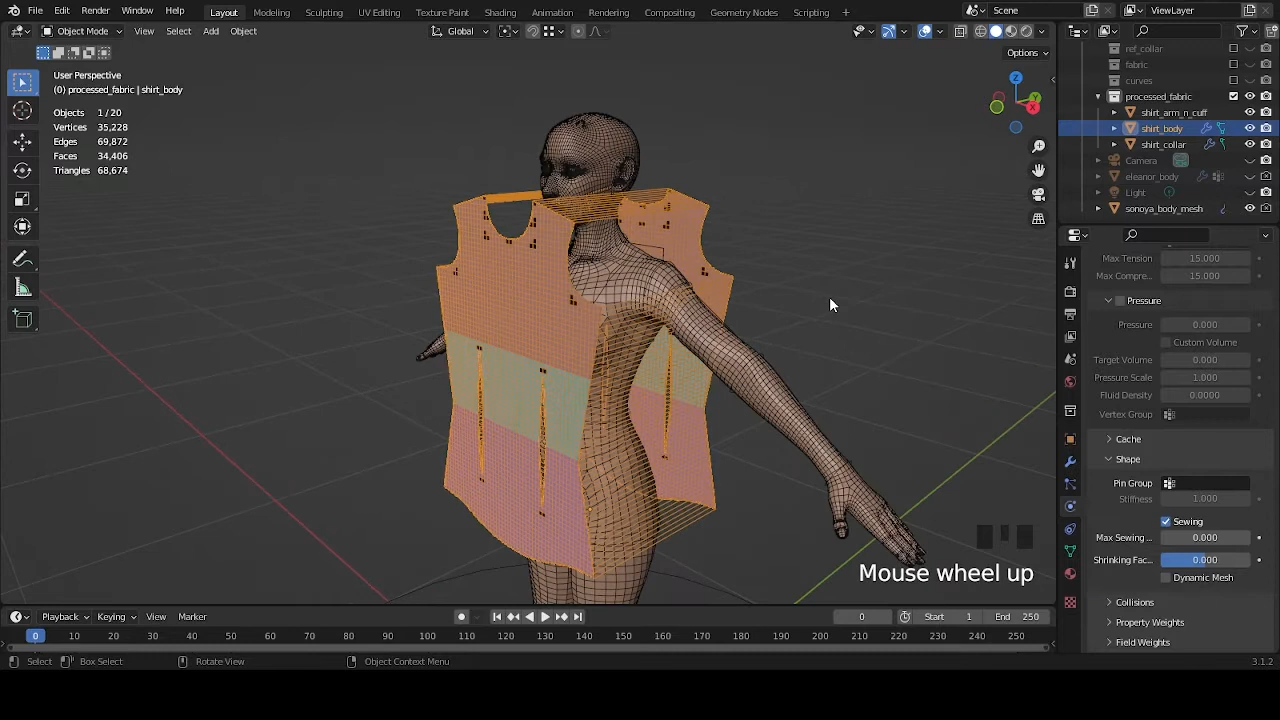 File Edit Render Window Help Layout Modeling Sculpting UV Editing Texture Paint Shading Animation Rendering Compositing Geometry Nodes Scripting + Scene ViewLayer
Object Mode View Select Add Object Global
Options
User Perspective
(0) processed_fabric | shirt_body
Objects 1/20
Vertices 35,228
Edges 69,872
Faces 34,406
Triangles 68,674
Z
Y
X
Mouse wheel up
ref_collar
fabric
curves
processed_fabric
shirt_arm_n_cuff
shirt_body
shirt_collar
Camera
eleanor_body
Light
sonoya_body_mesh
Max Tension 15.000
Max Compre... 15.000
Pressure
Pressure 0.000
Custom Volume
Target Volume 0.000
Pressure Scale 1.000
Fluid Density 0.0000
Vertex Group
Cache
Shape
Pin Group
Stiffness 1.000
Sewing
Max Sewing ... 0.000
Shrinking Fac... 0.000
Dynamic Mesh
Collisions
Property Weights
Field Weights
Playback Keying View Marker 0 Start 1 End 250
0 10 20 30 40 50 60 70 80 90 100 110 120 130 140 150 160 170 180 190 200 210 220 230 240 250
Select Box Select Rotate View Object Context Menu 3.1.2